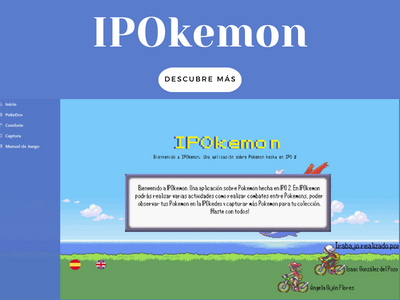 IPOkemon
DESCUBRE MÁS
Inicio
PokeDex
Combate
Captura
Manual de Juego
IPOkemon
Bienvenido a IPOkemon. Una aplicación sobre Pokemon hecha en IPO 2
Bienvenido a IPOkemon. Una aplicación sobre Pokemon hecha en IPO 2. En IPOkemon
podrás realizar varias actividades como realizar combates entre Pokemons, poder
observar tus Pokemon en la IPOkedex y capturar más Pokemon para tu colección.
¡Hazte con todos!
Trabajo realizado por
Isaac González del Pozo
Ángela Guijón Flores